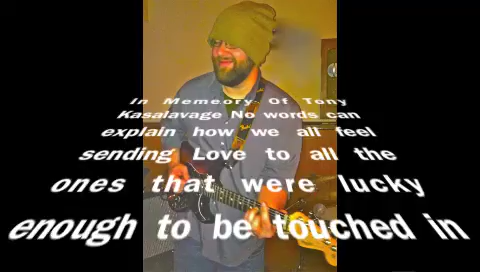 In Memeory Of Tony
Kasalavage No words can
explain how we all feel
sending Love to all the
ones that were lucky
enough to be touched in